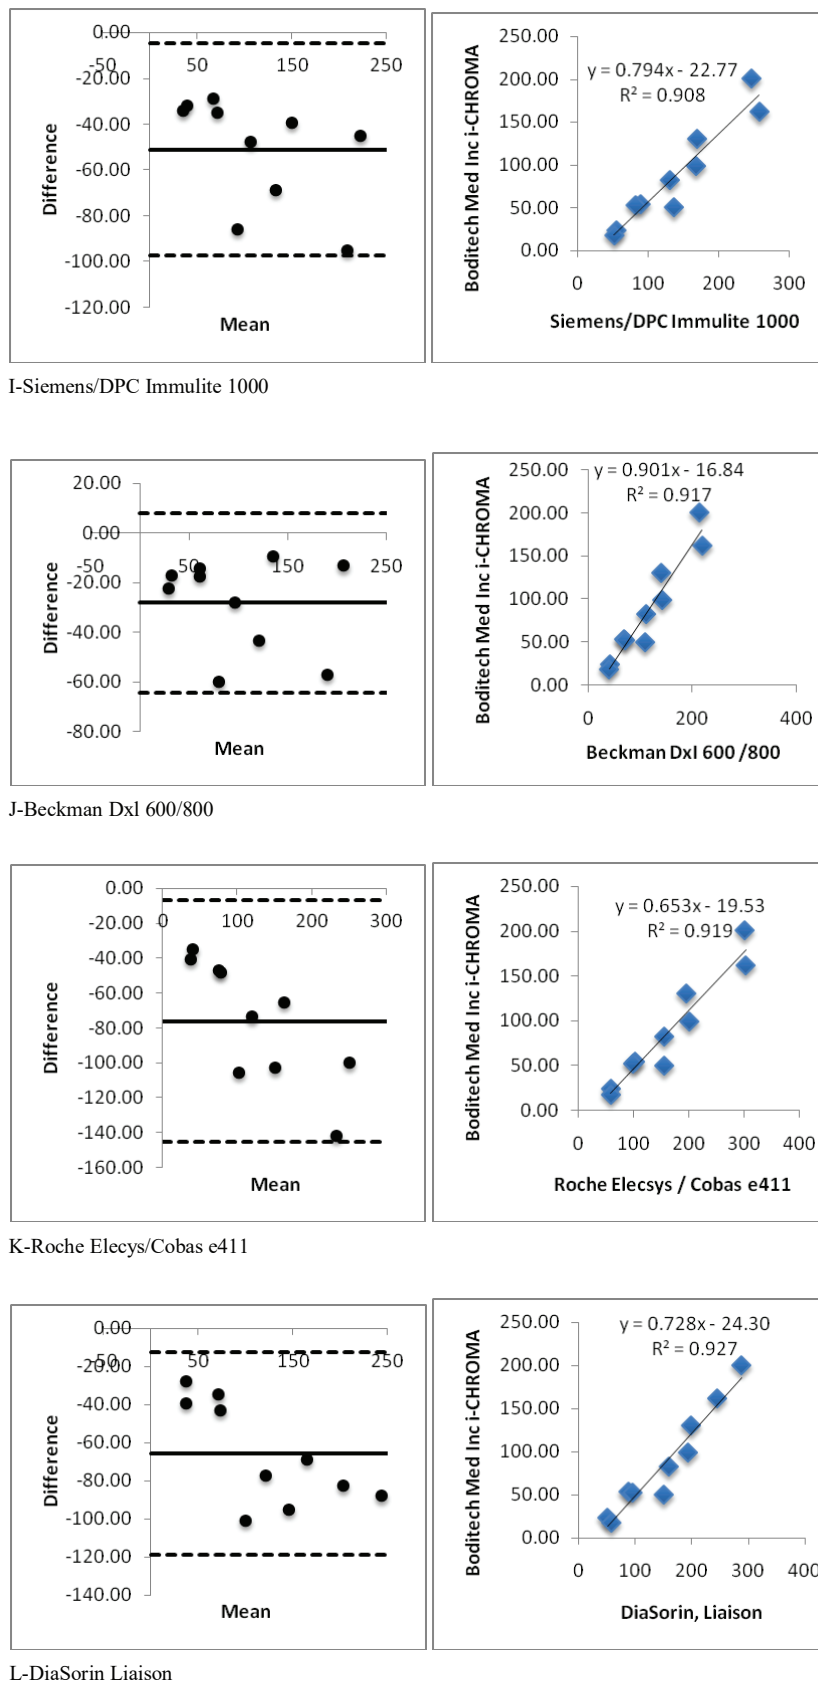 0.00
-20.00
-40.00
-60.00
-80.00
-100.00
-120.00
-50 50 150 250
Difference
Mean
250.00
200.00
150.00
100.00
50.00
0.00
0 100 200 300
y = 0.794x - 22.77
R² = 0.908
Boditech Med Inc i-CHROMA
Siemens/DPC Immulite 1000
I-Siemens/DPC Immulite 1000
20.00
0.00
-20.00
-40.00
-60.00
-80.00
-50 50 150 250
Difference
Mean
250.00
200.00
150.00
100.00
50.00
0.00
0 200 400
y = 0.901x - 16.84
R² = 0.917
Boditech Med Inc i-CHROMA
Beckman DxI 600 /800
J-Beckman Dxl 600/800
0.00
-20.00
-40.00
-60.00
-80.00
-100.00
-120.00
-140.00
-160.00
0 100 200 300
Difference
Mean
250.00
200.00
150.00
100.00
50.00
0.00
0 100 200 300 400
y = 0.653x - 19.53
R² = 0.919
Boditech Med Inc i-CHROMA
Roche Elecsys / Cobas e411
K-Roche Elecys/Cobas e411
0.00
-20.00
-40.00
-60.00
-80.00
-100.00
-120.00
-140.00
-50 50 150 250
Difference
Mean
250.00
200.00
150.00
100.00
50.00
0.00
0 100 200 300 400
y = 0.728x - 24.30
R² = 0.927
Boditech Med Inc i-CHROMA
DiaSorin, Liaison
L-DiaSorin Liaison